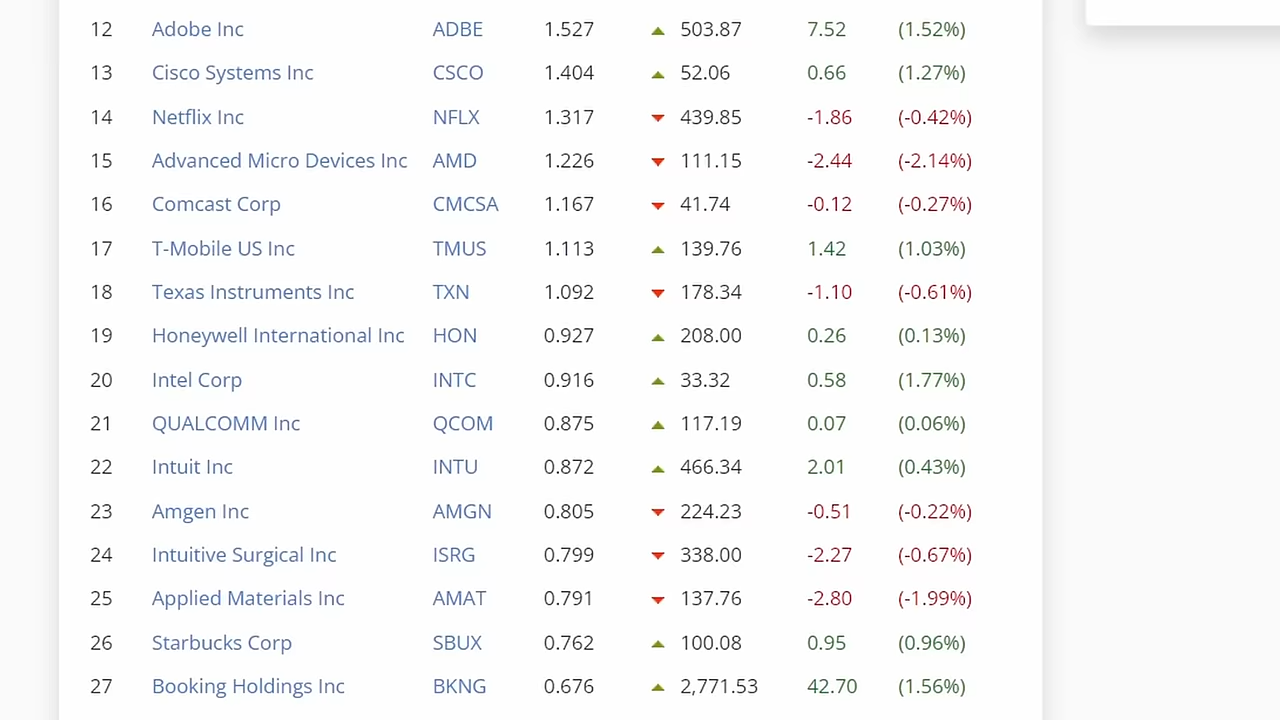 12 Adobe Inc ADBE 1.527 503.87 7.52 (1.52%)
13 Cisco Systems Inc CSCO 1.404 52.06 0.66 (1.27%)
14 Netflix Inc NFLX 1.317 439.85 -1.86 (-0.42%)
15 Advanced Micro Devices Inc AMD 1.226 111.15 -2.44 (-2.14%)
16 Comcast Corp CMCSA 1.167 41.74 -0.12 (-0.27%)
17 T-Mobile US Inc TMUS 1.113 139.76 1.42 (1.03%)
18 Texas Instruments Inc TXN 1.092 178.34 -1.10 (-0.61%)
19 Honeywell International Inc HON 0.927 208.00 0.26 (0.13%)
20 Intel Corp INTC 0.916 33.32 0.58 (1.77%)
21 QUALCOMM Inc QCOM 0.875 117.19 0.07 (0.06%)
22 Intuit Inc INTU 0.872 466.34 2.01 (0.43%)
23 Amgen Inc AMGN 0.805 224.23 -0.51 (-0.22%)
24 Intuitive Surgical Inc ISRG 0.799 338.00 -2.27 (-0.67%)
25 Applied Materials Inc AMAT 0.791 137.76 -2.80 (-1.99%)
26 Starbucks Corp SBUX 0.762 100.08 0.95 (0.96%)
27 Booking Holdings Inc BKNG 0.676 2,771.53 42.70 (1.56%)